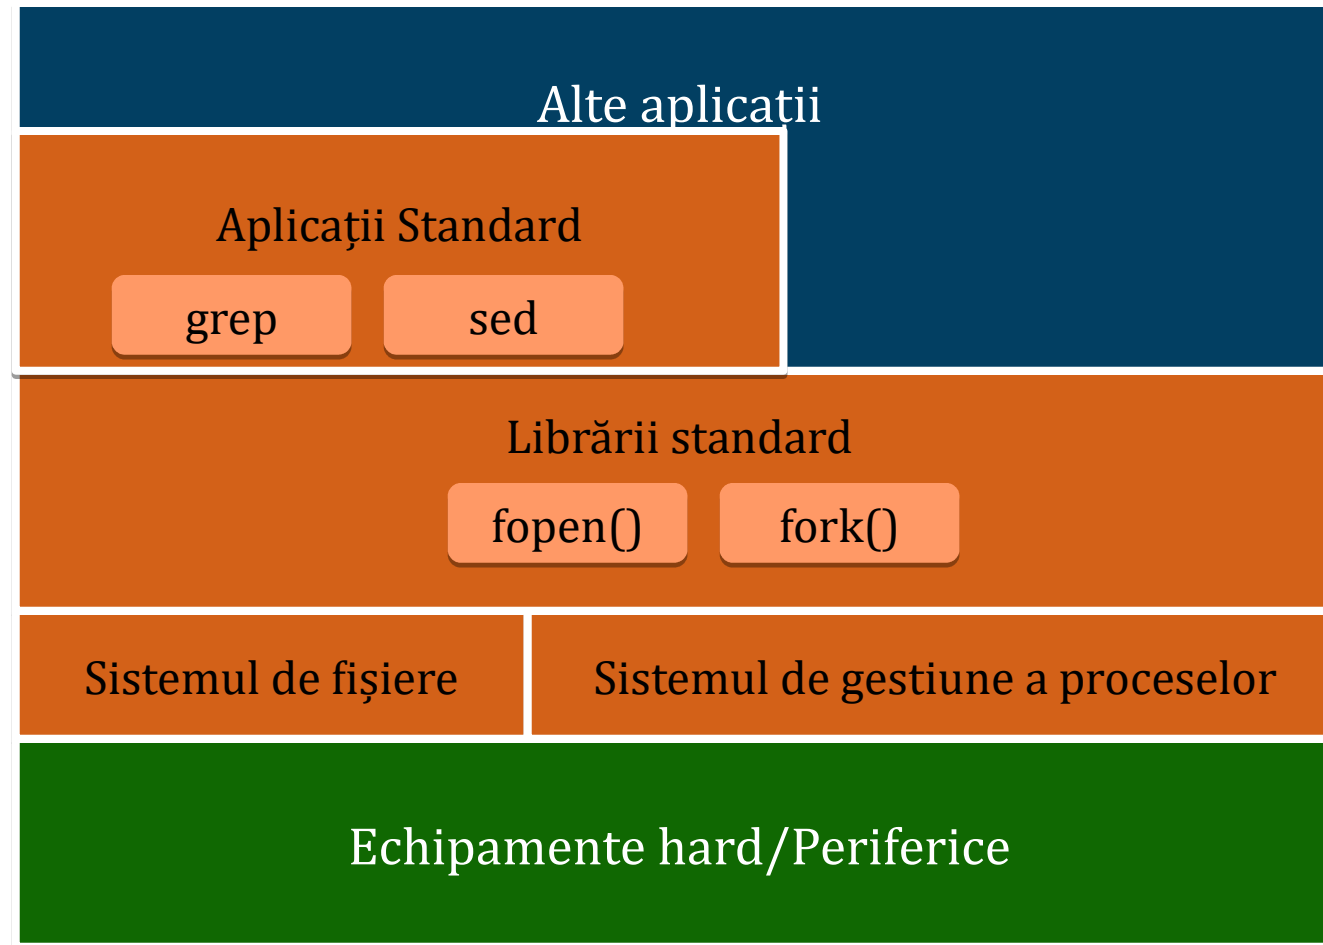 Alte aplicații
Aplicații Standard
grep
sed
Librării standard
fopen()
fork()
Sistemul de fișiere
Sistemul de gestiune a proceselor
Echipamente hard/Periferice